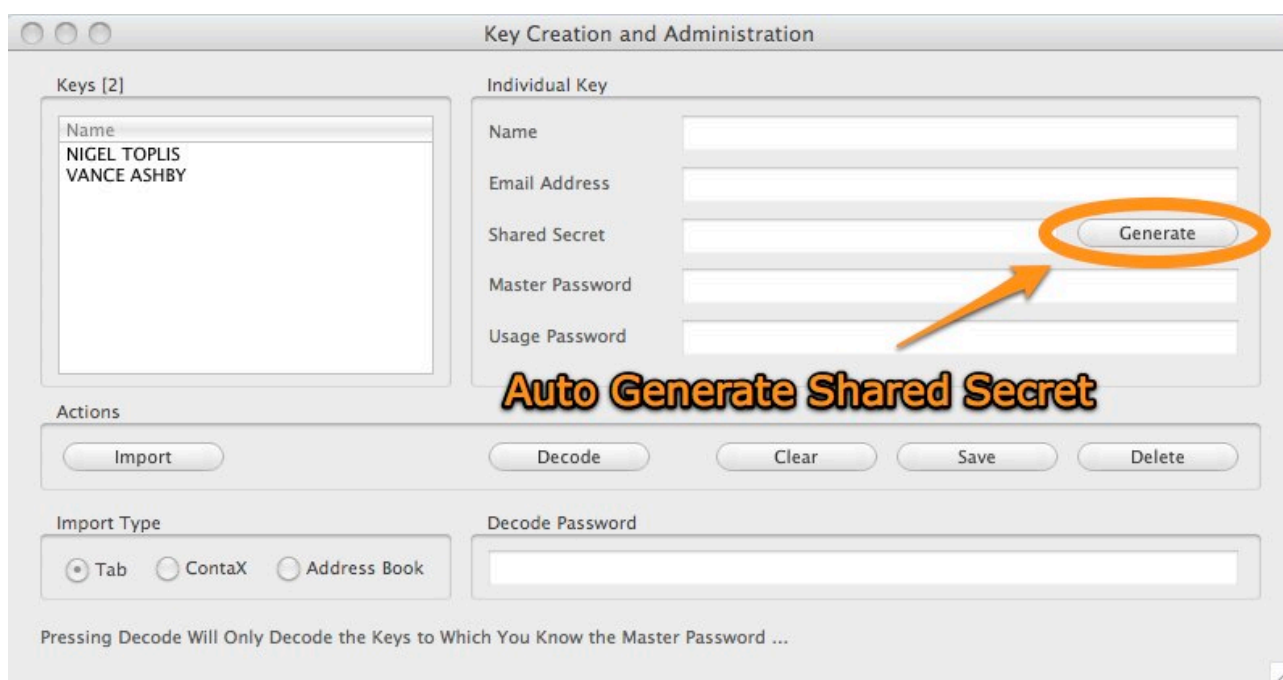 Key Creation and Administration
Keys [2]
Name
NIGEL TOPLIS
VANCE ASHBY
Individual Key
Name
Email Address
Shared Secret
Generate
Master Password
Usage Password
Auto Generate Shared Secret
Actions
Import
Decode
Clear
Save
Delete
Import Type
Tab
ContaX
Address Book
Decode Password
Pressing Decode Will Only Decode the Keys to Which You Know the Master Password ...